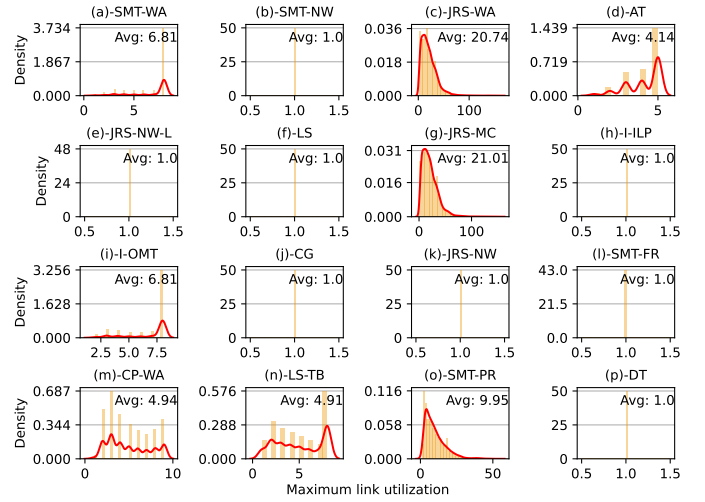 (a)-SMT-WA (b)-SMT-NW (c)-JRS-WA (d)-AT
Density
3.734 1.867 0.000 Avg: 6.81 0 5
50 25 0 Avg: 1.0 0.5 1.0 1.5
0.036 0.018 0.000 Avg: 20.74 0 100
1.439 0.719 0.000 Avg: 4.14 0 5
(e)-JRS-NW-L (f)-LS (g)-JRS-MC (h)-I-ILP
Density
48 24 0 Avg: 1.0 0.5 1.0 1.5
50 25 0 Avg: 1.0 0.5 1.0 1.5
0.031 0.016 0.000 Avg: 21.01 0 100
50 25 0 Avg: 1.0 0.5 1.0 1.5
(i)-I-OMT (j)-CG (k)-JRS-NW (l)-SMT-FR
Density
3.256 1.628 0.000 Avg: 6.81 2.5 5.0 7.5
50 25 0 Avg: 1.0 0.5 1.0 1.5
50 25 0 Avg: 1.0 0.5 1.0 1.5
43.0 21.5 0.0 Avg: 1.0 0.5 1.0 1.5
(m)-CP-WA (n)-LS-TB (o)-SMT-PR (p)-DT
Density
0.687 0.344 0.000 Avg: 4.94 0 10
0.576 0.288 0.000 Avg: 4.91 0 5
0.116 0.058 0.000 Avg: 9.95 0 50
50 25 0 Avg: 1.0 0.5 1.0 1.5
Maximum link utilization